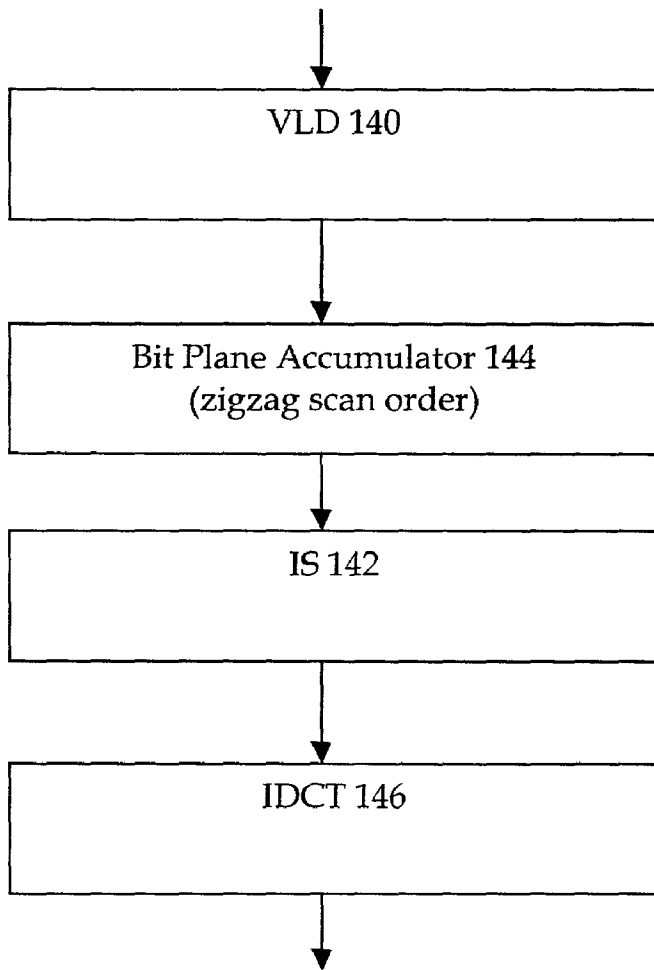 VLD 140
Bit Plane Accumulator 144
(zigzag scan order)
IS 142
IDCT 146